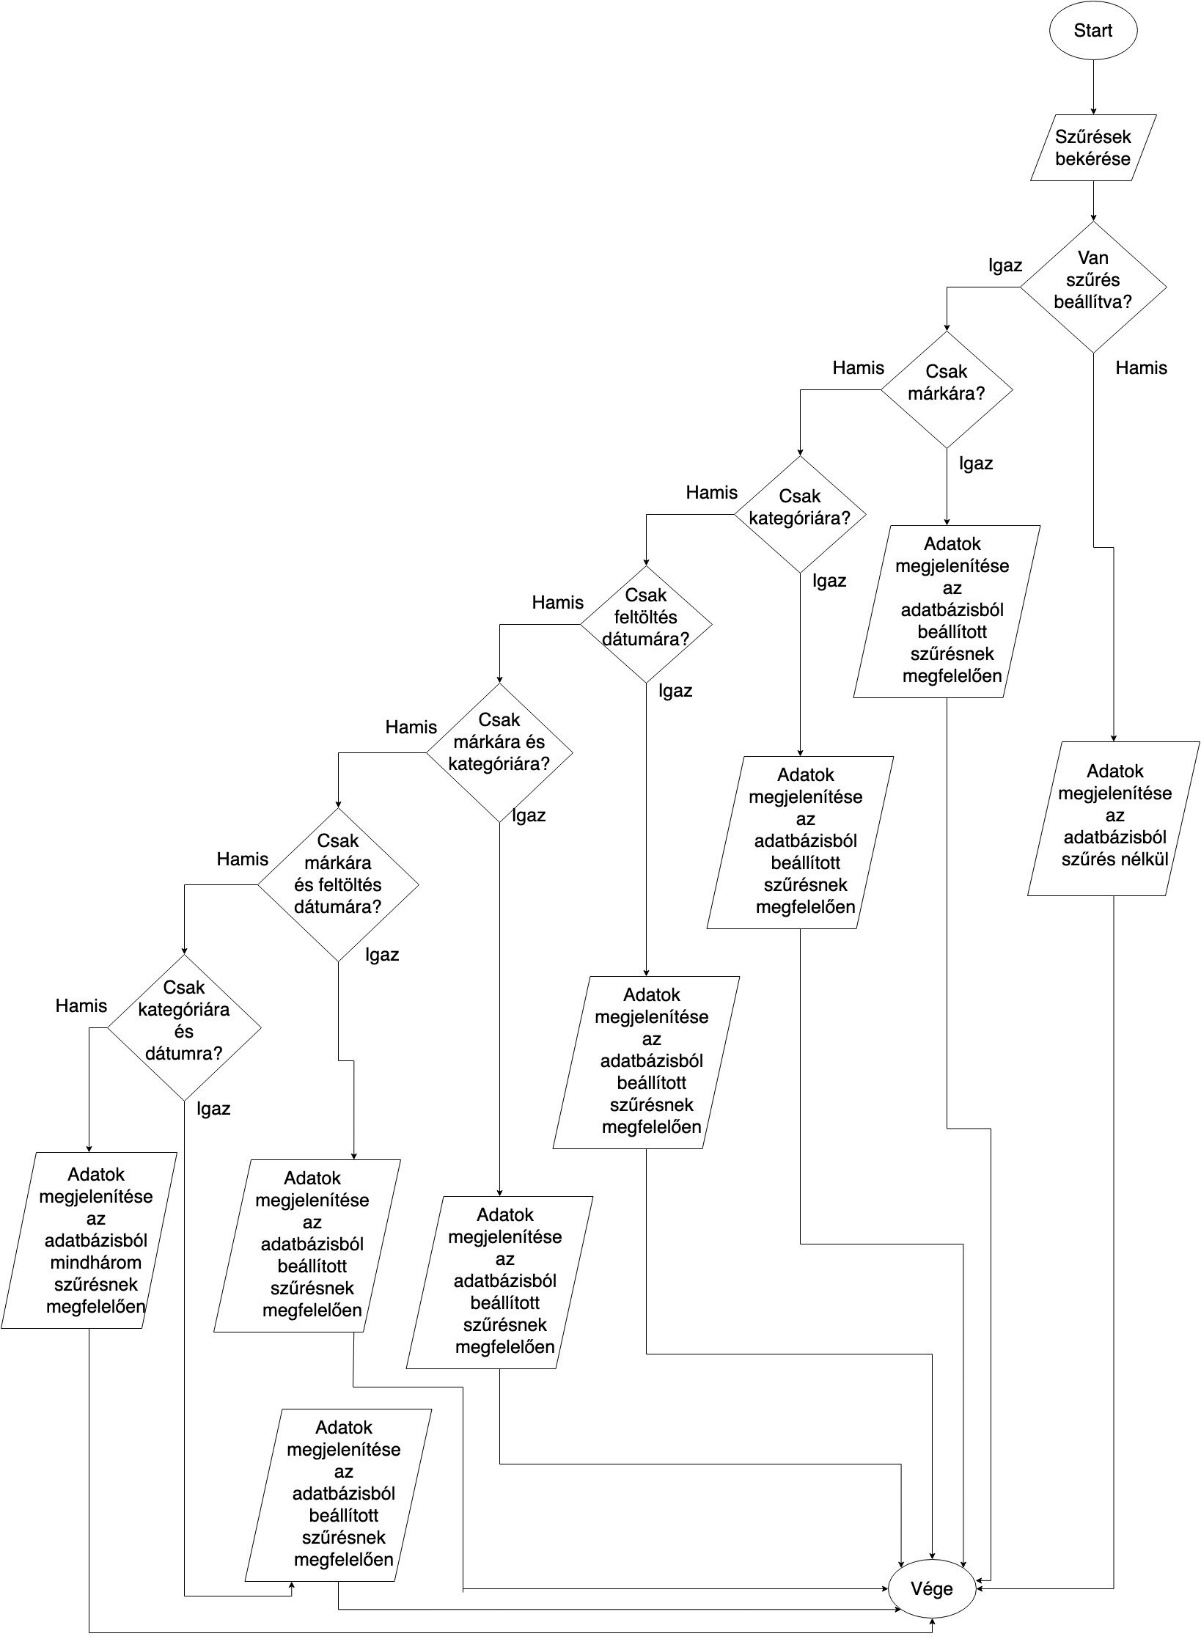 Start
Szűrések
bekérése
Van
szűrés
beállítva?
Igaz
Hamis
Csak
márkára?
Hamis
Igaz
Csak
kategóriára?
Hamis
Igaz
Adatok
megjelenítése
az
adatbázisból
beállított
szűrésnek
megfelelően
Csak
feltöltés
dátumára?
Hamis
Igaz
Csak
márkára és
kategóriára?
Hamis
Igaz
Adatok
megjelenítése
az
adatbázisból
szűrés nélkül
Adatok
megjelenítése
az
adatbázisból
beállított
szűrésnek
megfelelően
Csak
márkára
és feltöltés
dátumára?
Hamis
Igaz
Csak
kategóriára
és
dátumra?
Hamis
Igaz
Adatok
megjelenítése
az
adatbázisból
beállított
szűrésnek
megfelelően
Adatok
megjelenítése
az
adatbázisból
mindhárom
szűrésnek
megfelelően
Adatok
megjelenítése
az
adatbázisból
beállított
szűrésnek
megfelelően
Adatok
megjelenítése
az
adatbázisból
beállított
szűrésnek
megfelelően
Adatok
megjelenítése
az
adatbázisból
beállított
szűrésnek
megfelelően
Vége